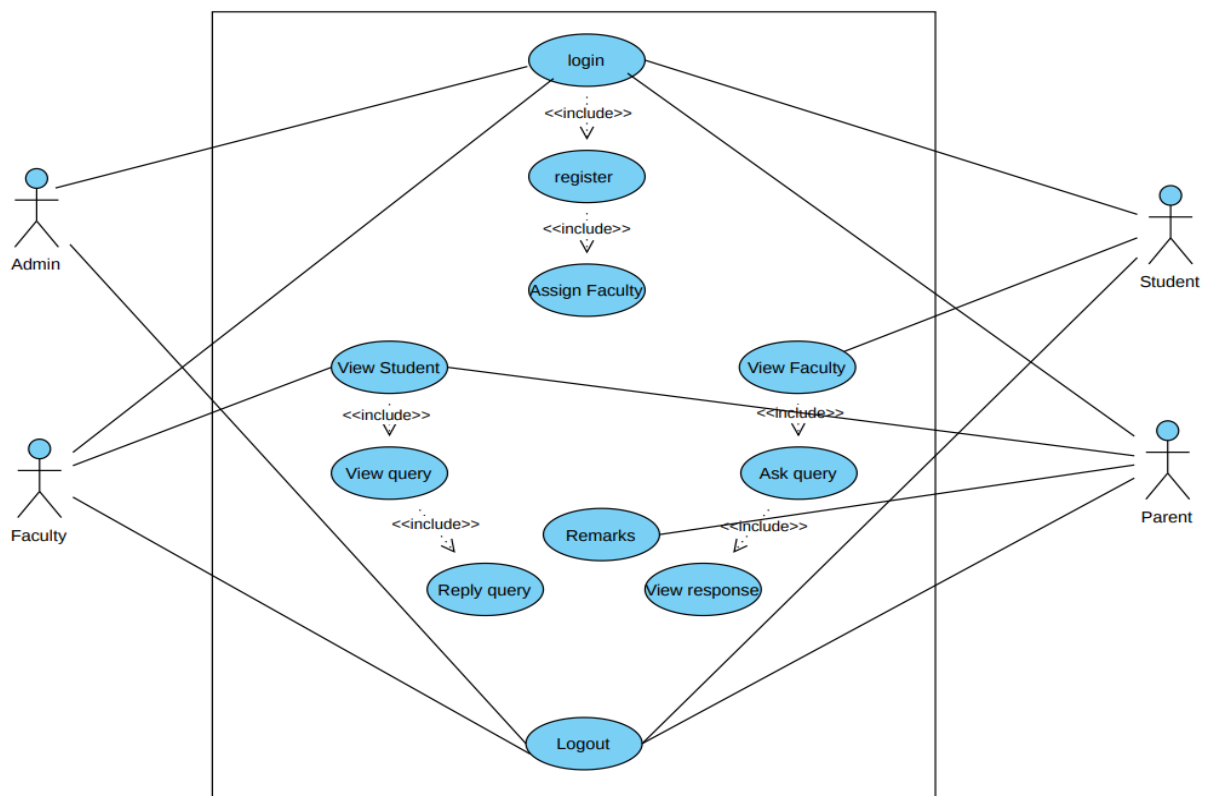 login
<<include>>
register
<<include>>
Assign Faculty
Admin
Student
View Student
View Faculty
<<include>>
<<include>>
View query
Ask query
<<include>>
Remarks
<<include>>
Faculty
Parent
Reply query
View response
Logout